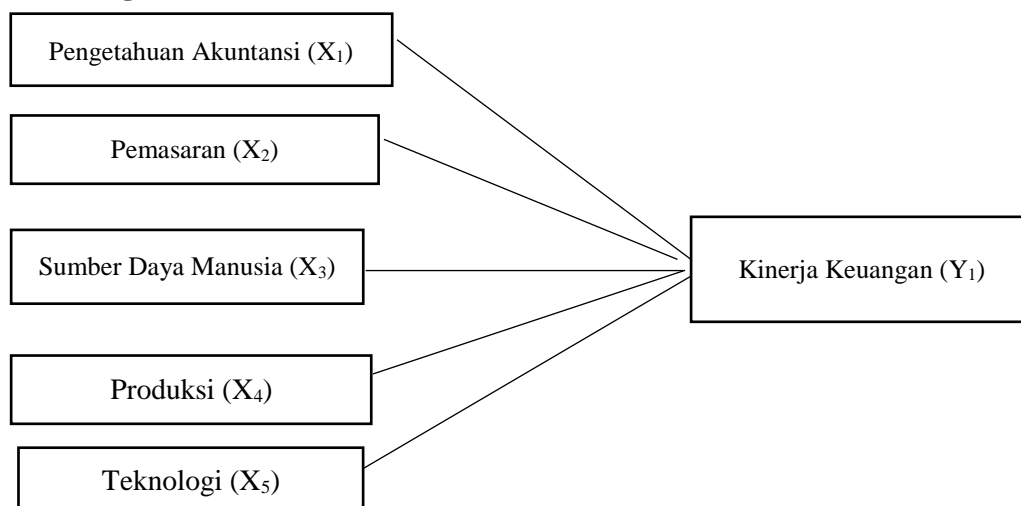 Pengetahuan Akuntansi (X₁)
Pemasaran (X₂)
Sumber Daya Manusia (X₃)
Kinerja Keuangan (Y₁)
Produksi (X₄)
Teknologi (X₅)